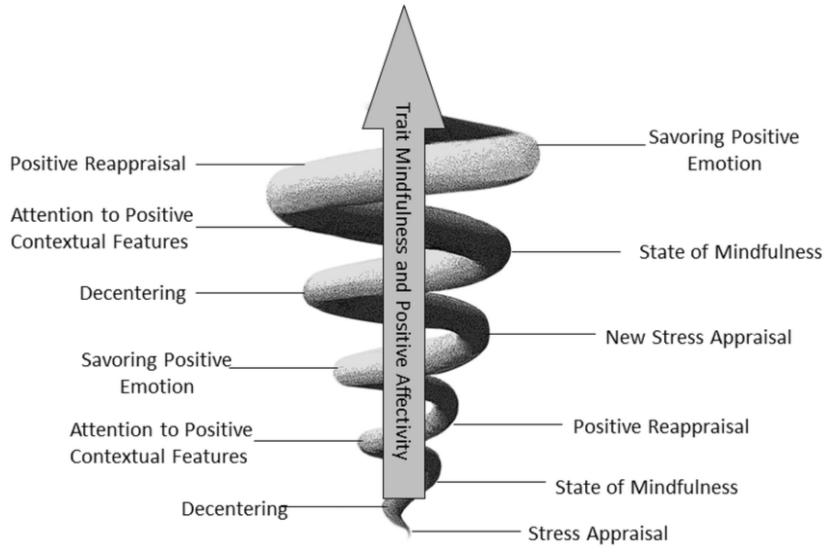 Trait Mindfulness and Positive Affectivity
Savoring Positive
Emotion
Positive Reappraisal
Attention to Positive
Contextual Features
State of Mindfulness
Decentering
New Stress Appraisal
Savoring Positive
Emotion
Positive Reappraisal
Attention to Positive
Contextual Features
State of Mindfulness
Decentering
Stress Appraisal